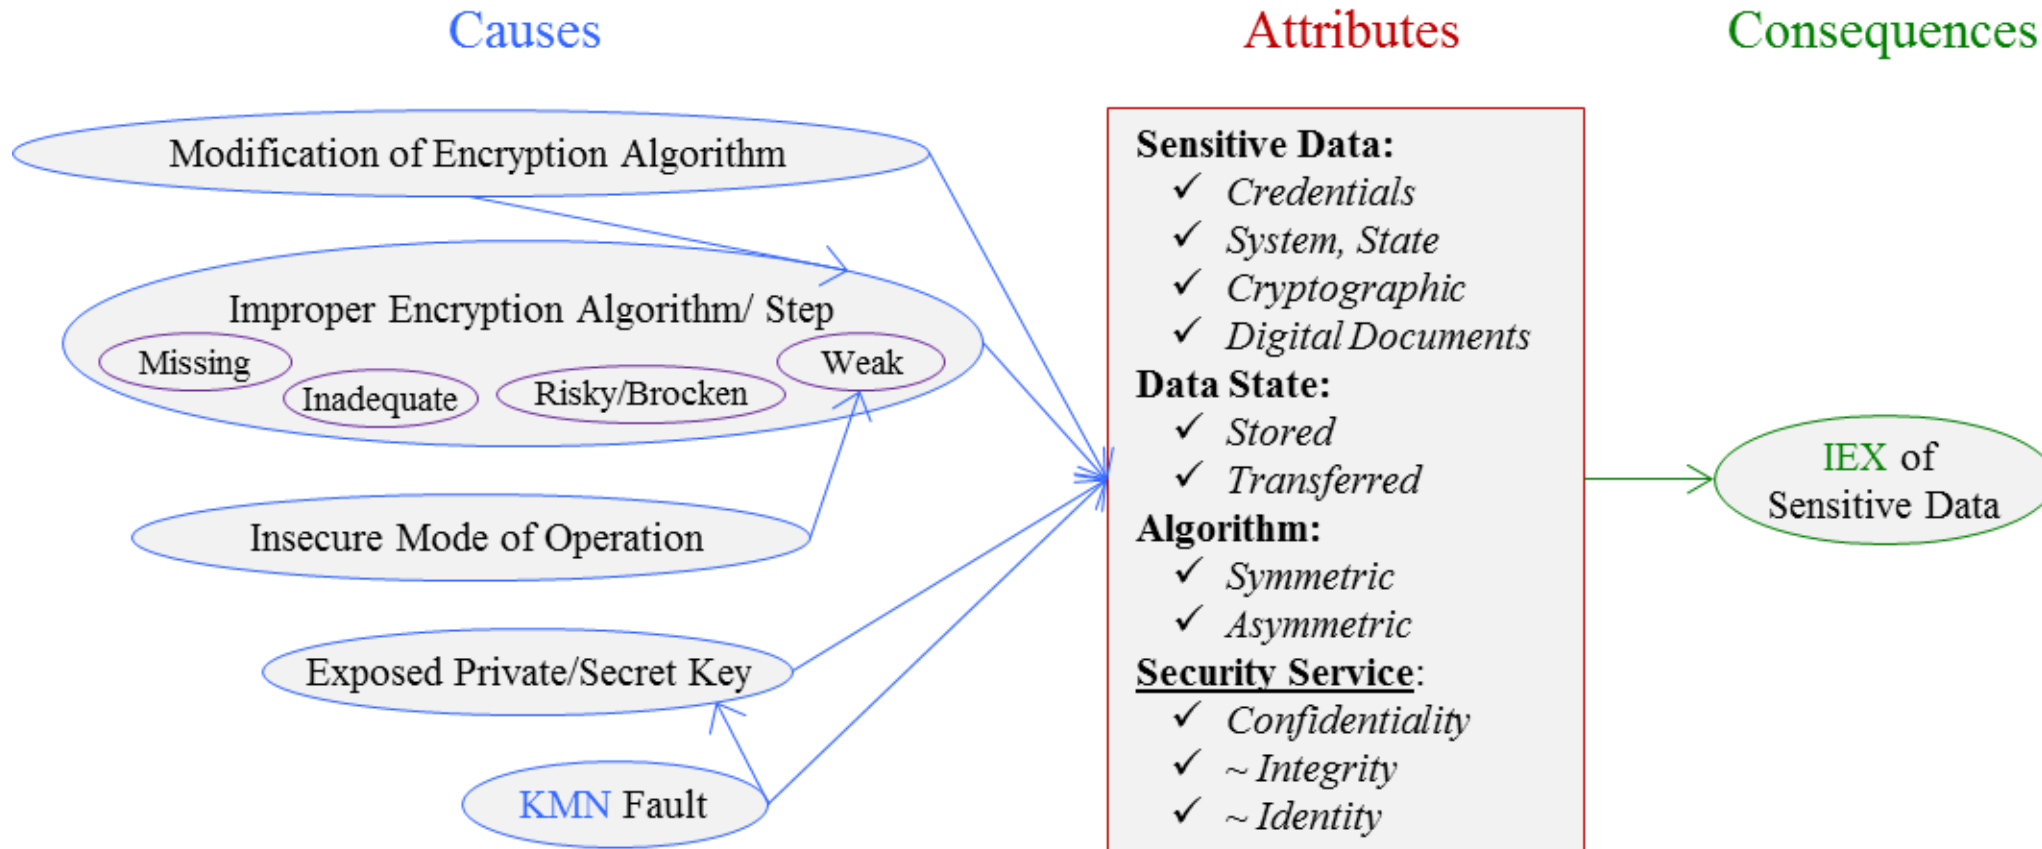 Causes
Attributes
Consequences
Modification of Encryption Algorithm
Improper Encryption Algorithm/ Step
Missing
Inadequate
Risky/Brocken
Weak
Insecure Mode of Operation
Exposed Private/Secret Key
KMN Fault
Sensitive Data:
✓ Credentials
✓ System, State
✓ Cryptographic
✓ Digital Documents
Data State:
✓ Stored
✓ Transferred
Algorithm:
✓ Symmetric
✓ Asymmetric
Security Service:
✓ Confidentiality
✓ ~ Integrity
✓ ~ Identity
IEX of
Sensitive Data